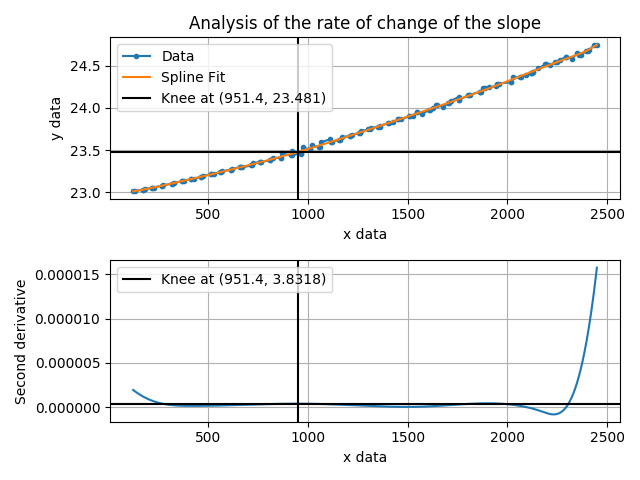 Analysis of the rate of change of the slope
Data
Spline Fit
Knee at (951.4, 23.481)
24.5
24.0
23.5
23.0
y data
500 1000 1500 2000 2500
x data
Knee at (951.4, 3.8318)
0.000015
0.000010
0.000005
0.000000
Second derivative
500 1000 1500 2000 2500
x data